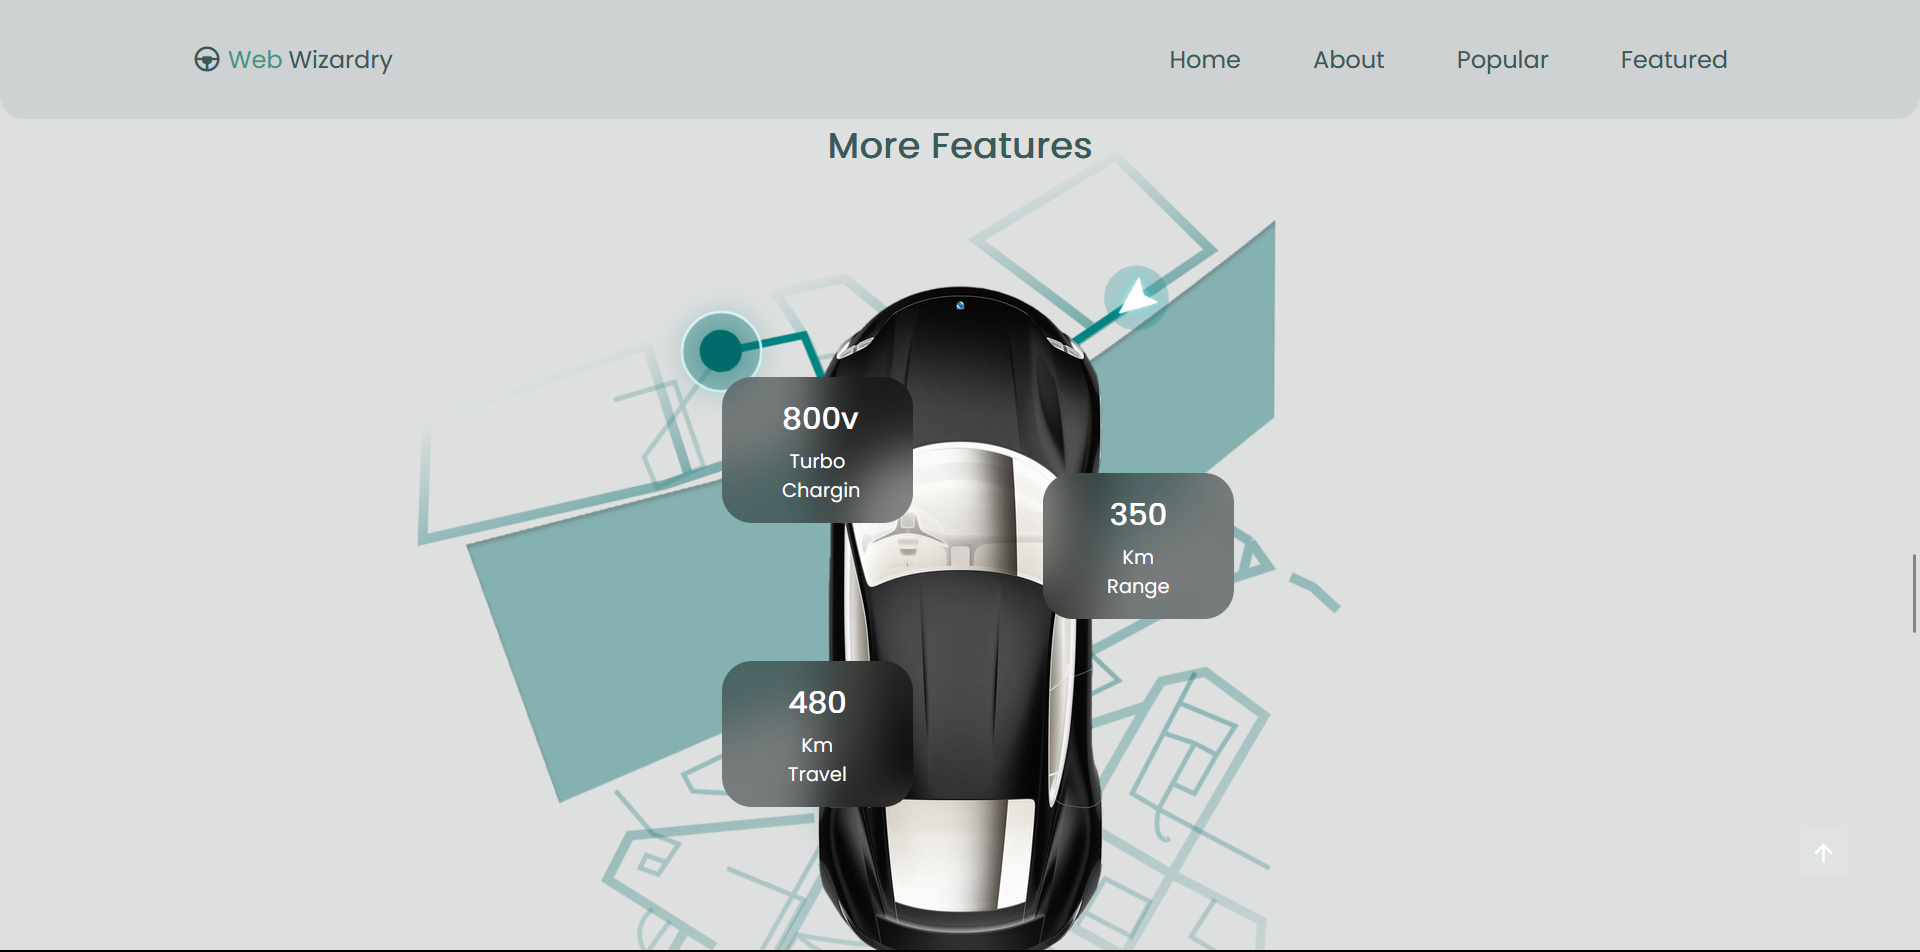 Web Wizardry
Home
About
Popular
Featured
More Features
800v
Turbo
Chargin
350
Km
Range
480
Km
Travel